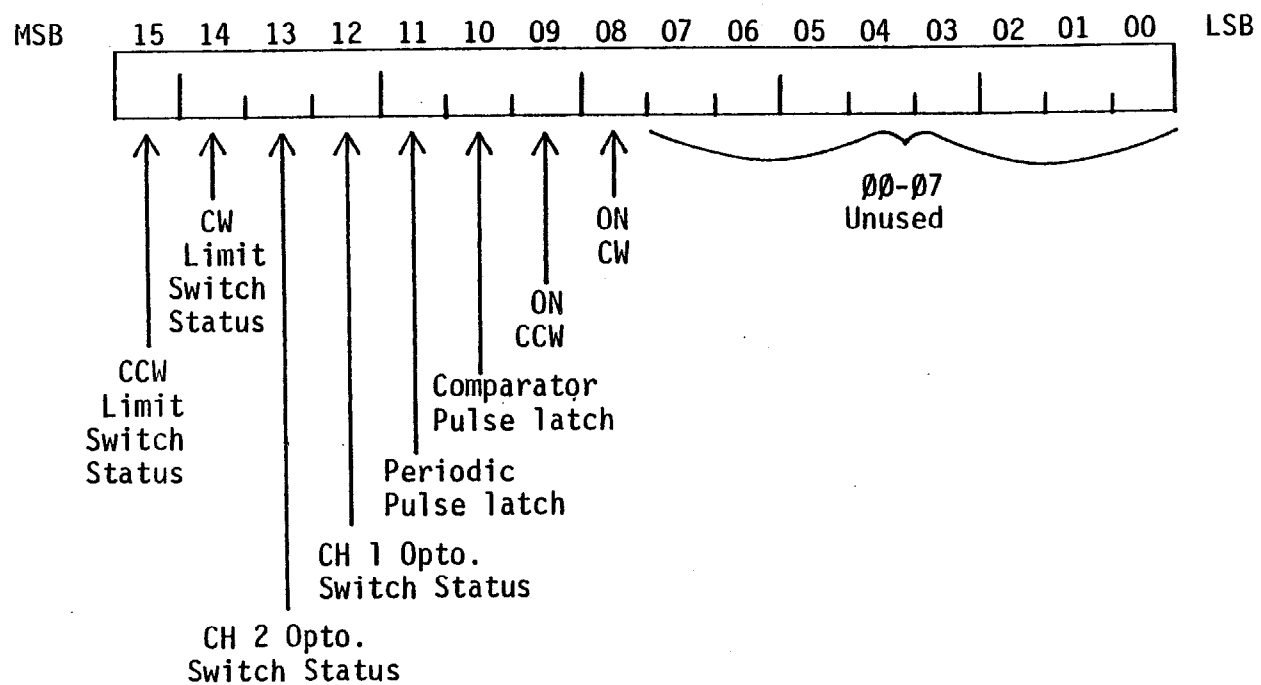 MSB 15 14 13 12 11 10 09 08 07 06 05 04 03 02 01 00 LSB
CW
Limit
Switch
Status
ON
CW
ØØ-Ø7
Unused
ON
CCW
CCW
Limit
Switch
Status
Comparator
Pulse latch
Periodic
Pulse latch
CH 1 Opto.
Switch Status
CH 2 Opto.
Switch Status